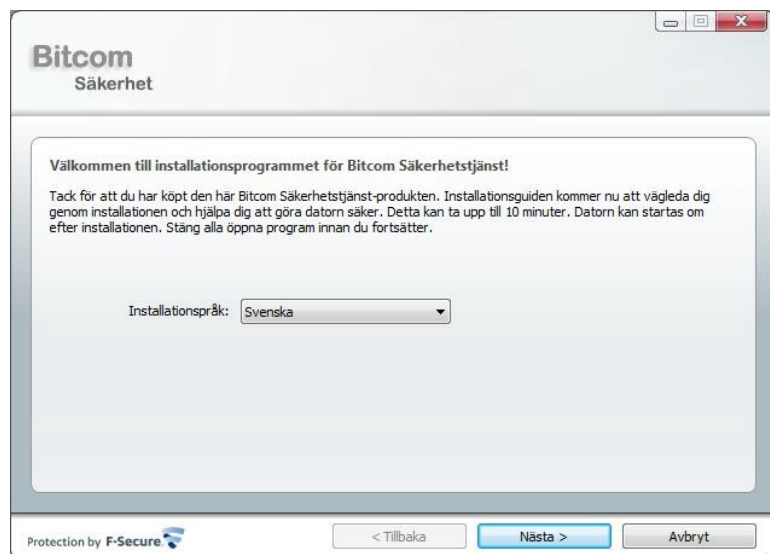 Bitcom
Säkerhet
Välkommen till installationsprogrammet för Bitcom Säkerhetstjänst!
Tack för att du har köpt den här Bitcom Säkerhetstjänst-produkten. Installationsguiden kommer nu att vägleda dig
genom installationen och hjälpa dig att göra datorn säker. Detta kan ta upp till 10 minuter. Datorn kan startas om
efter installationen. Stäng alla öppna program innan du fortsätter.
Installationspråk: Svenska
Protection by F-Secure < Tillbaka Nästa > Avbryt